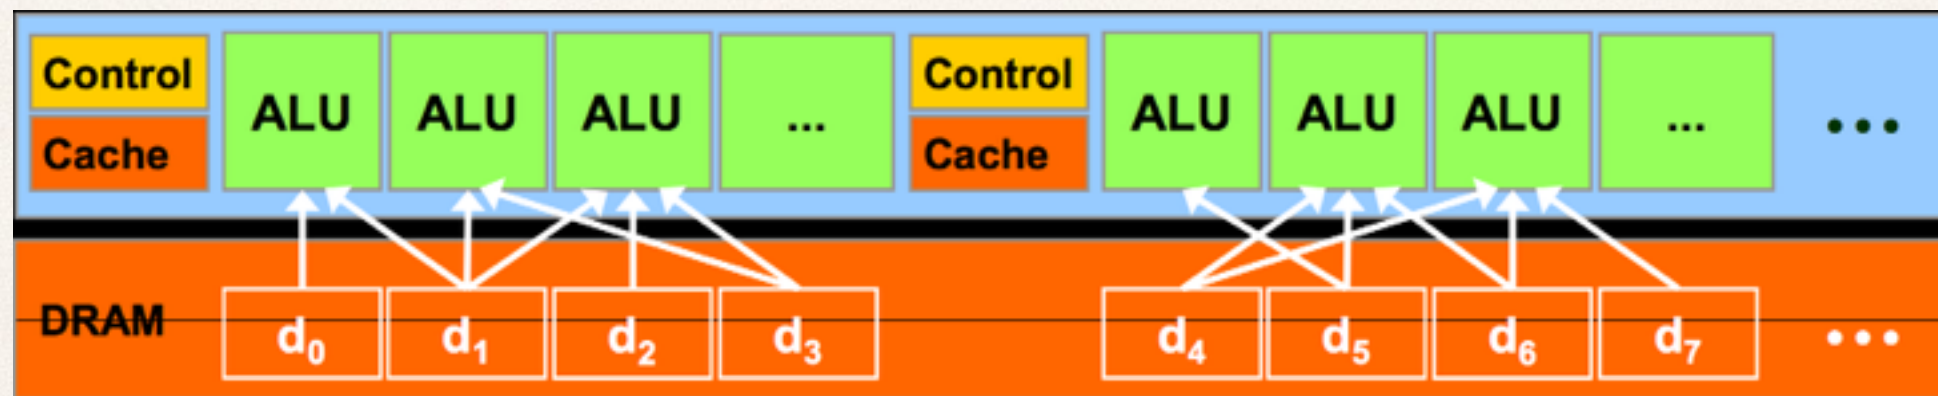 Control ALU ALU ALU ... Control ALU ALU ALU ... ...
Cache Cache
DRAM d₀ d₁ d₂ d₃ d₄ d₅ d₆ d₇ ...